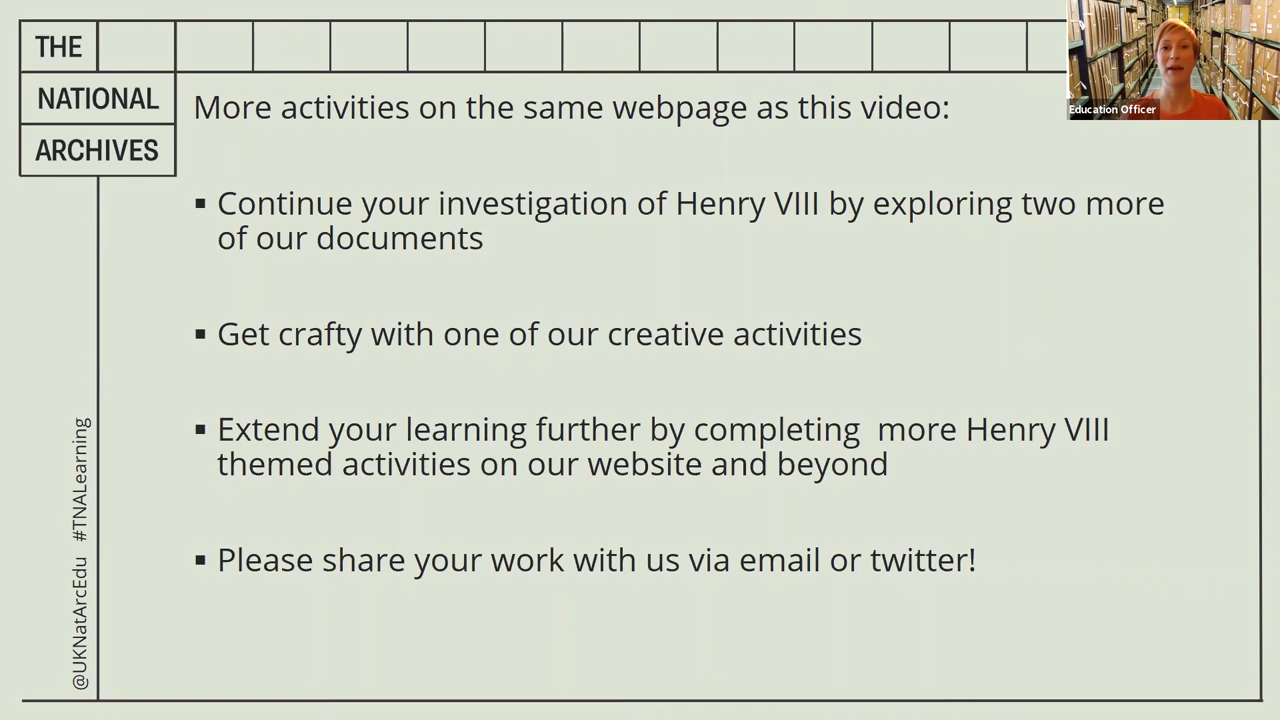 THE
NATIONAL
ARCHIVES
Education Officer
More activities on the same webpage as this video:
▪ Continue your investigation of Henry VIII by exploring two more
of our documents
▪ Get crafty with one of our creative activities
▪ Extend your learning further by completing  more Henry VIII
themed activities on our website and beyond
▪ Please share your work with us via email or twitter!
@UKNatArcEdu #TNALearning